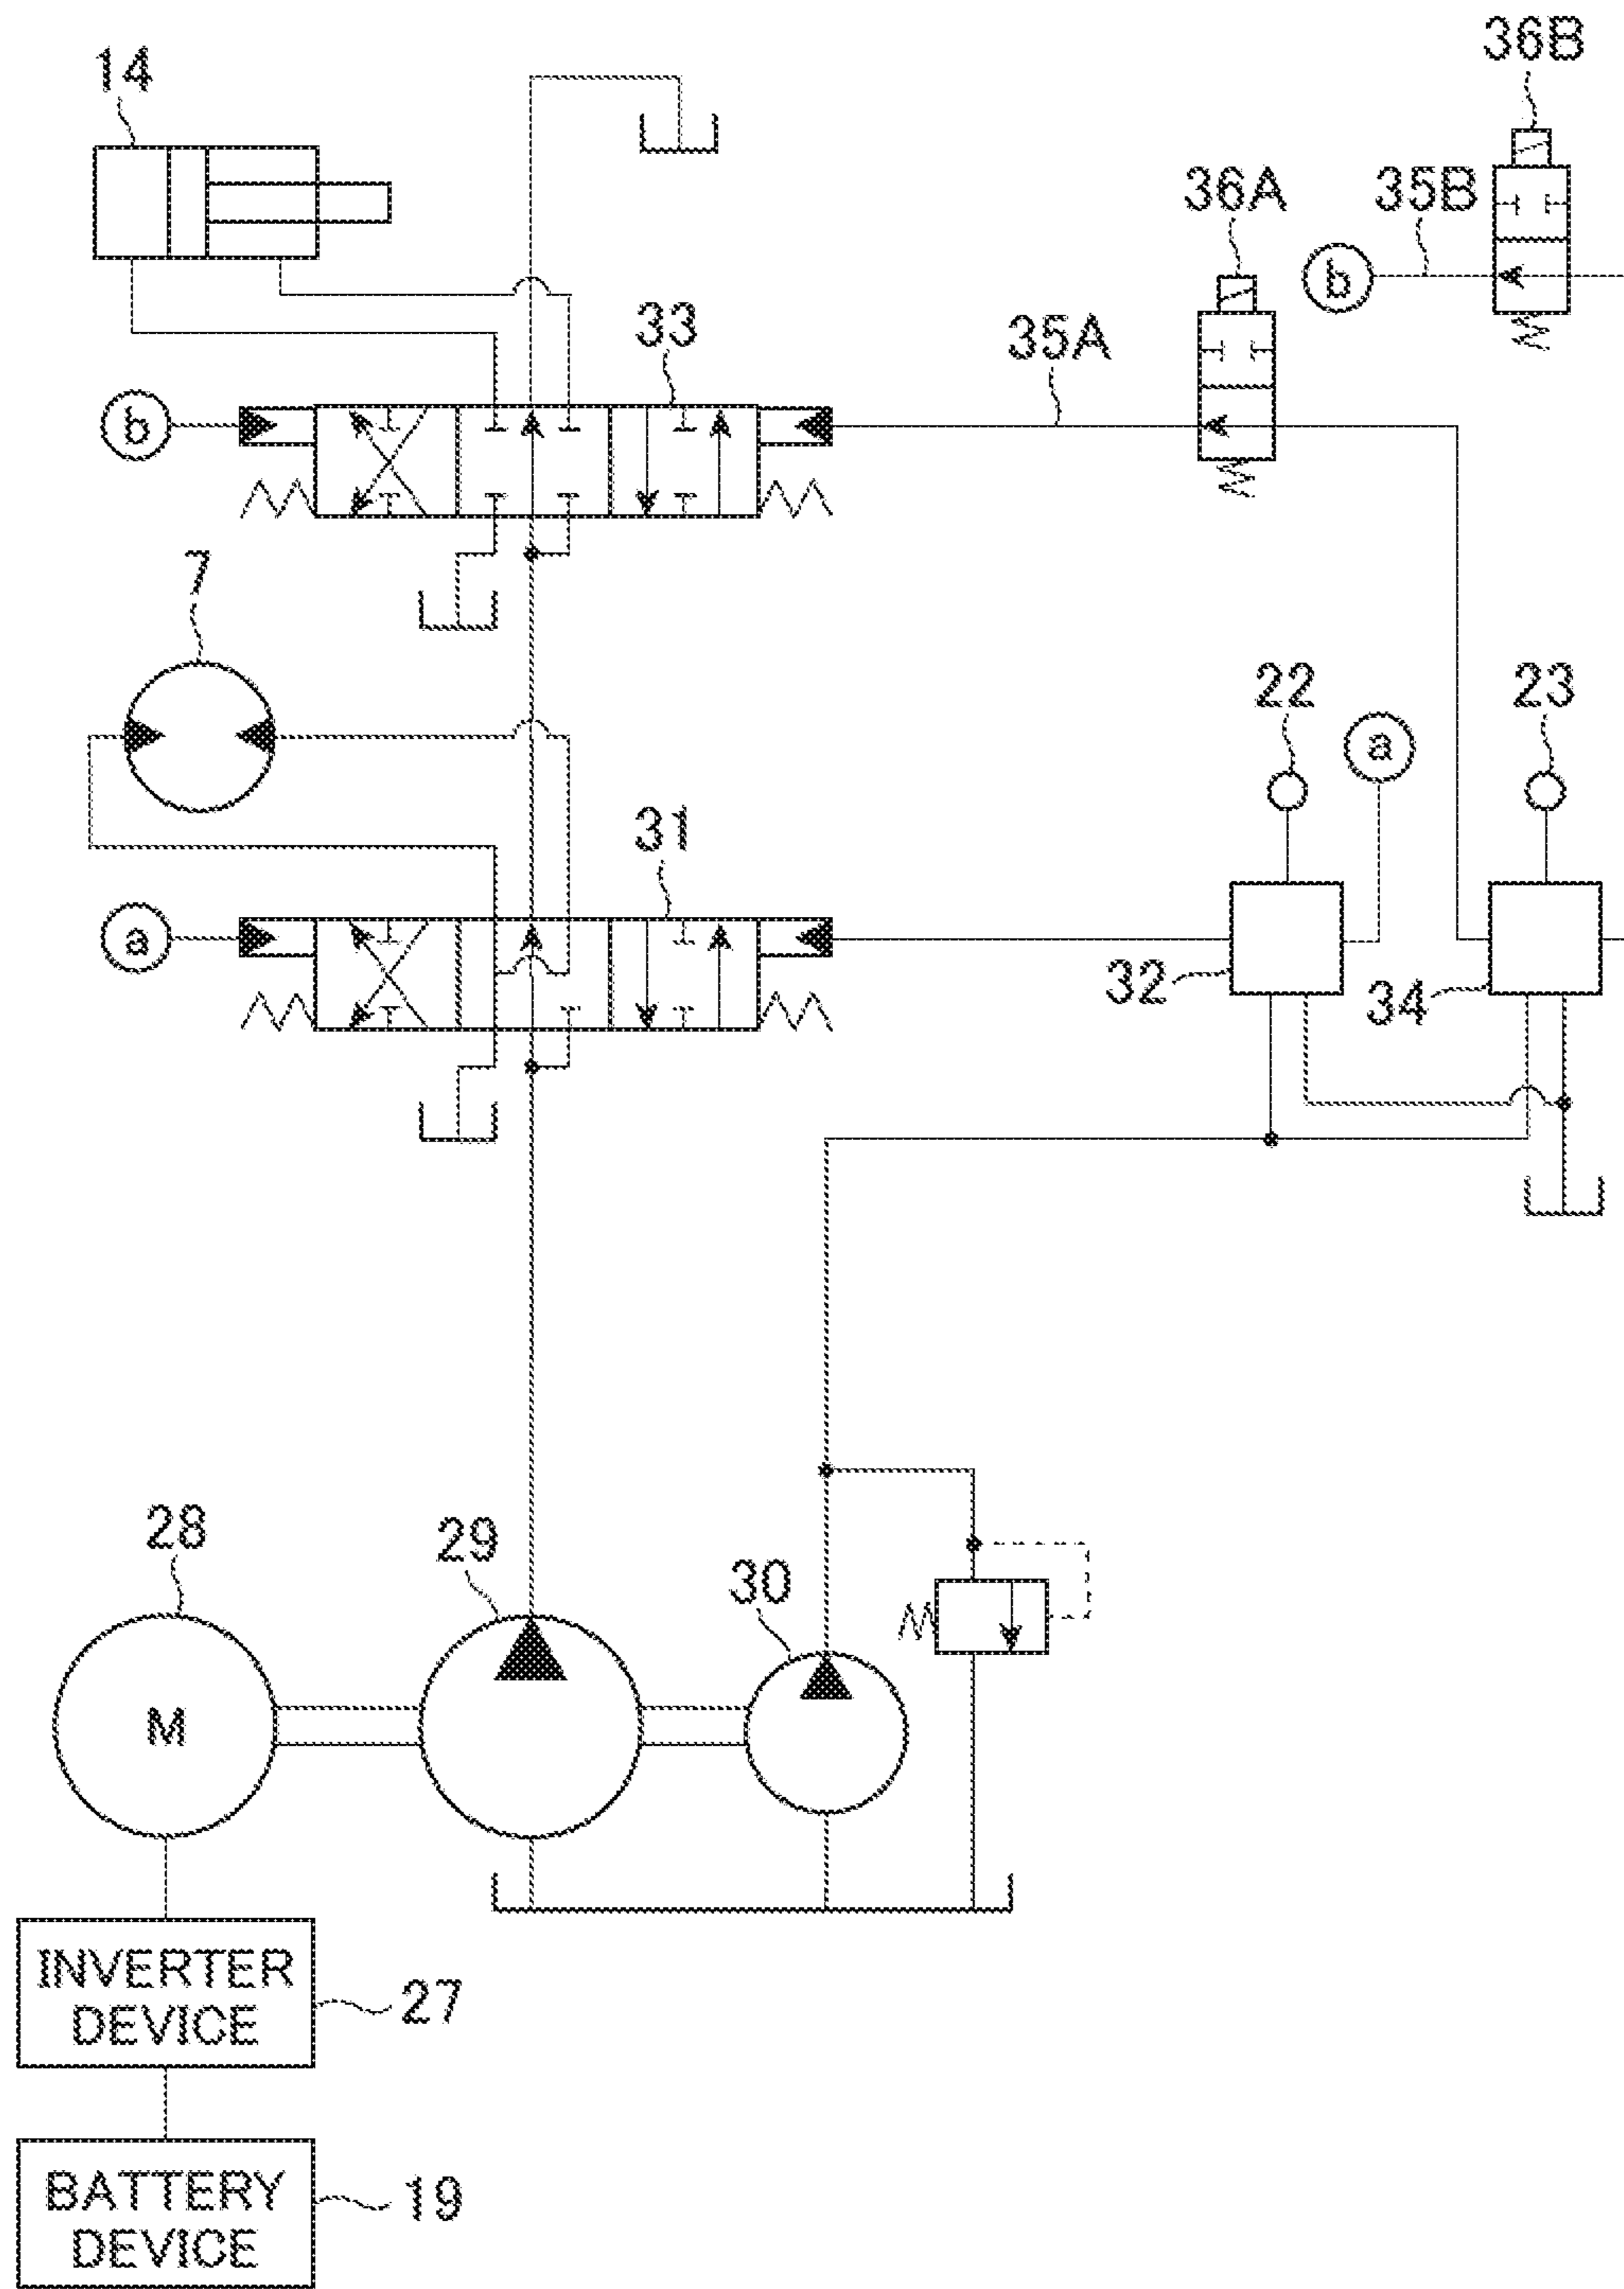 36B
14
36A
35B
b
33
35A
b
7
22
23
a
31
a
32
34
28
29
30
M
INVERTER
DEVICE
27
BATTERY
DEVICE
19